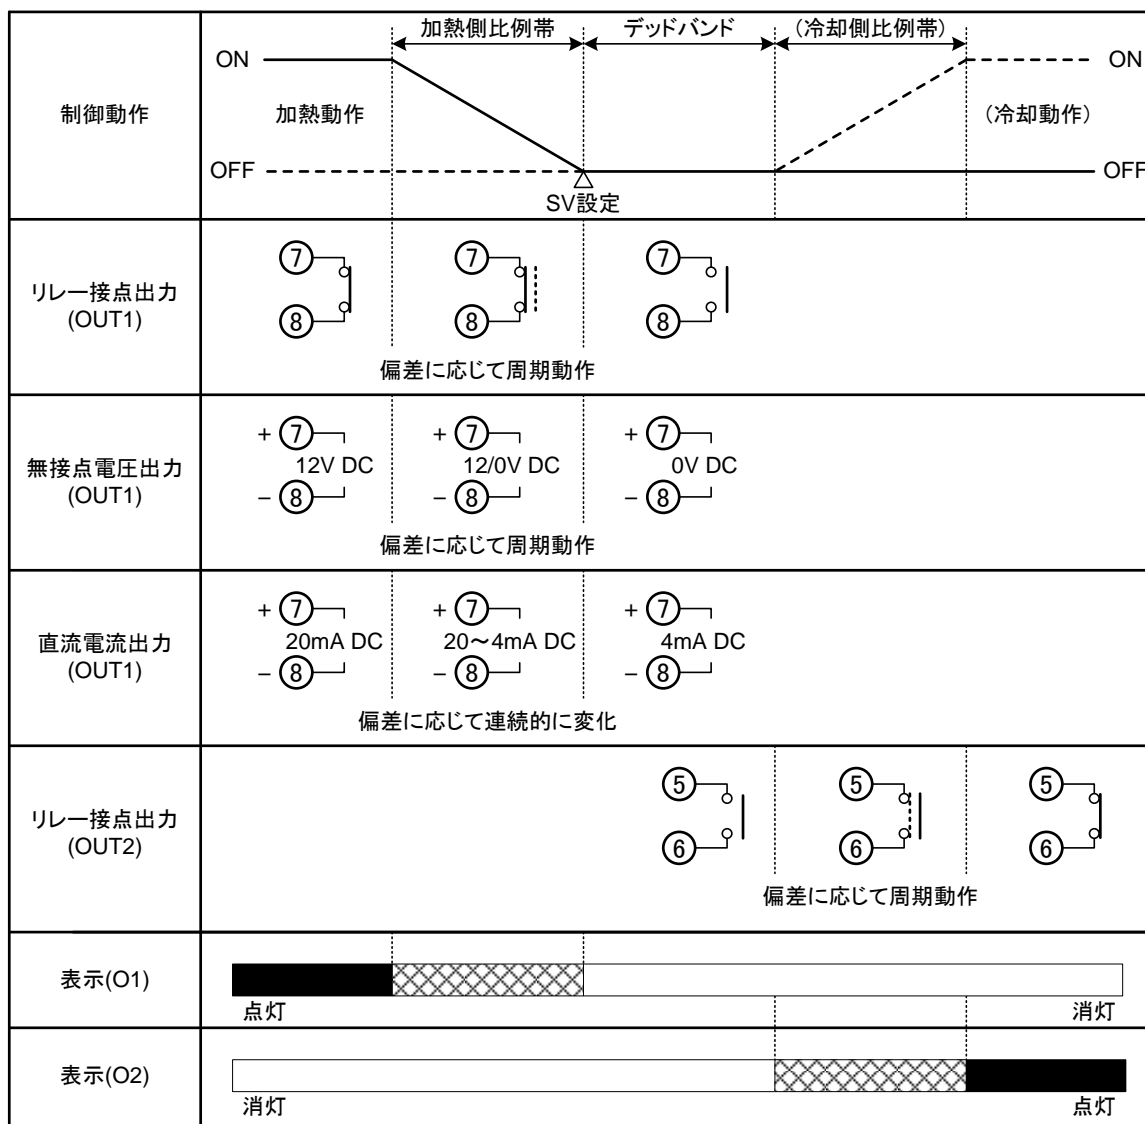 加熱側比例帯 デッドバンド (冷却側比例帯)
ON ON
制御動作 加熱動作 (冷却動作)
OFF OFF
SV設定
リレー接点出力
(OUT1)
⑦ ⑦ ⑦
⑧ ⑧ ⑧
偏差に応じて周期動作
無接点電圧出力
(OUT1)
+ ⑦ + ⑦ + ⑦
12V DC 12/0V DC 0V DC
− ⑧ − ⑧ − ⑧
偏差に応じて周期動作
直流電流出力
(OUT1)
+ ⑦ + ⑦ + ⑦
20mA DC 20～4mA DC 4mA DC
− ⑧ − ⑧ − ⑧
偏差に応じて連続的に変化
リレー接点出力
(OUT2)
⑤ ⑤ ⑤
⑥ ⑥ ⑥
偏差に応じて周期動作
表示(O1)
点灯 消灯
表示(O2)
消灯 点灯